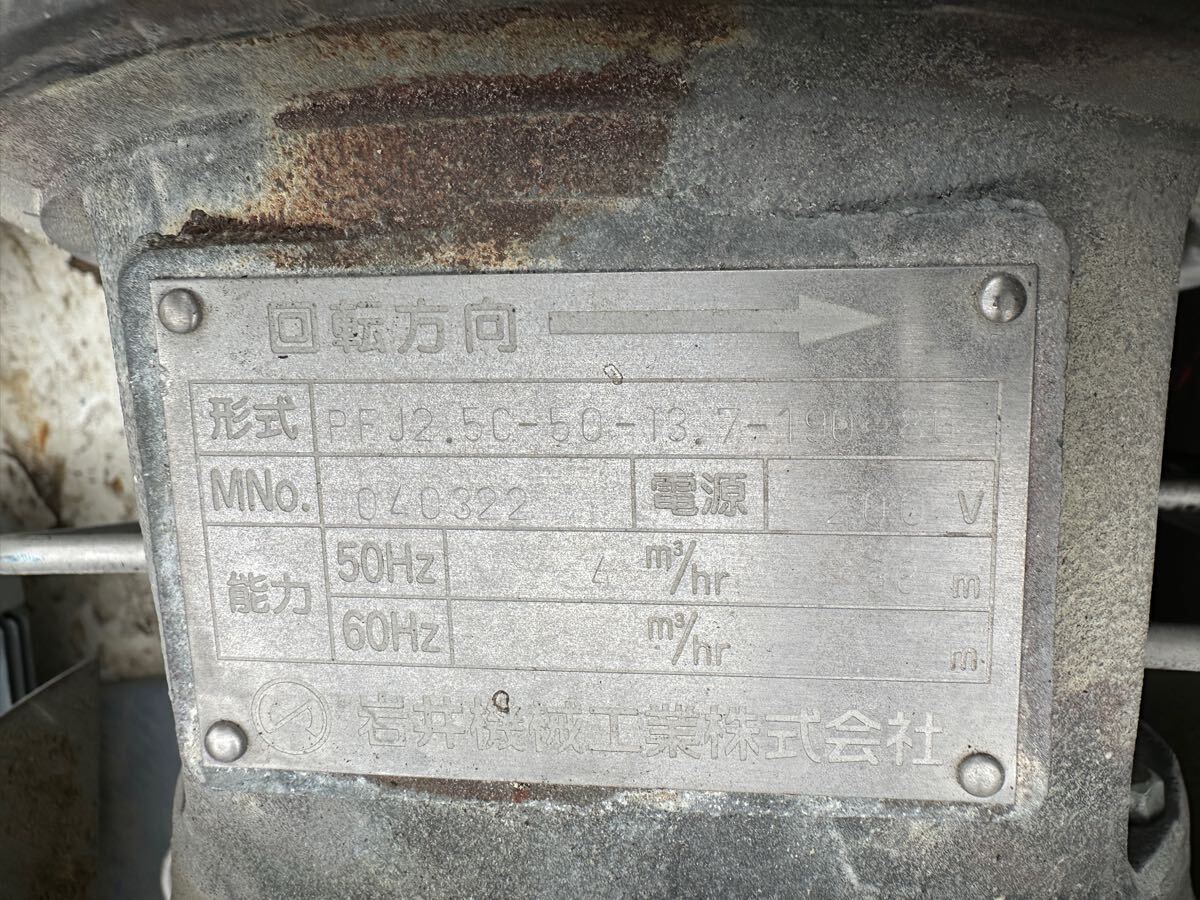 回転方向
形式 PFJ2.5C-50-T3.7-190
MNo. 040322 電源 200 V
能力 50Hz 4 m³/hr m
60Hz m³/hr m
岩井機械工業株式会社